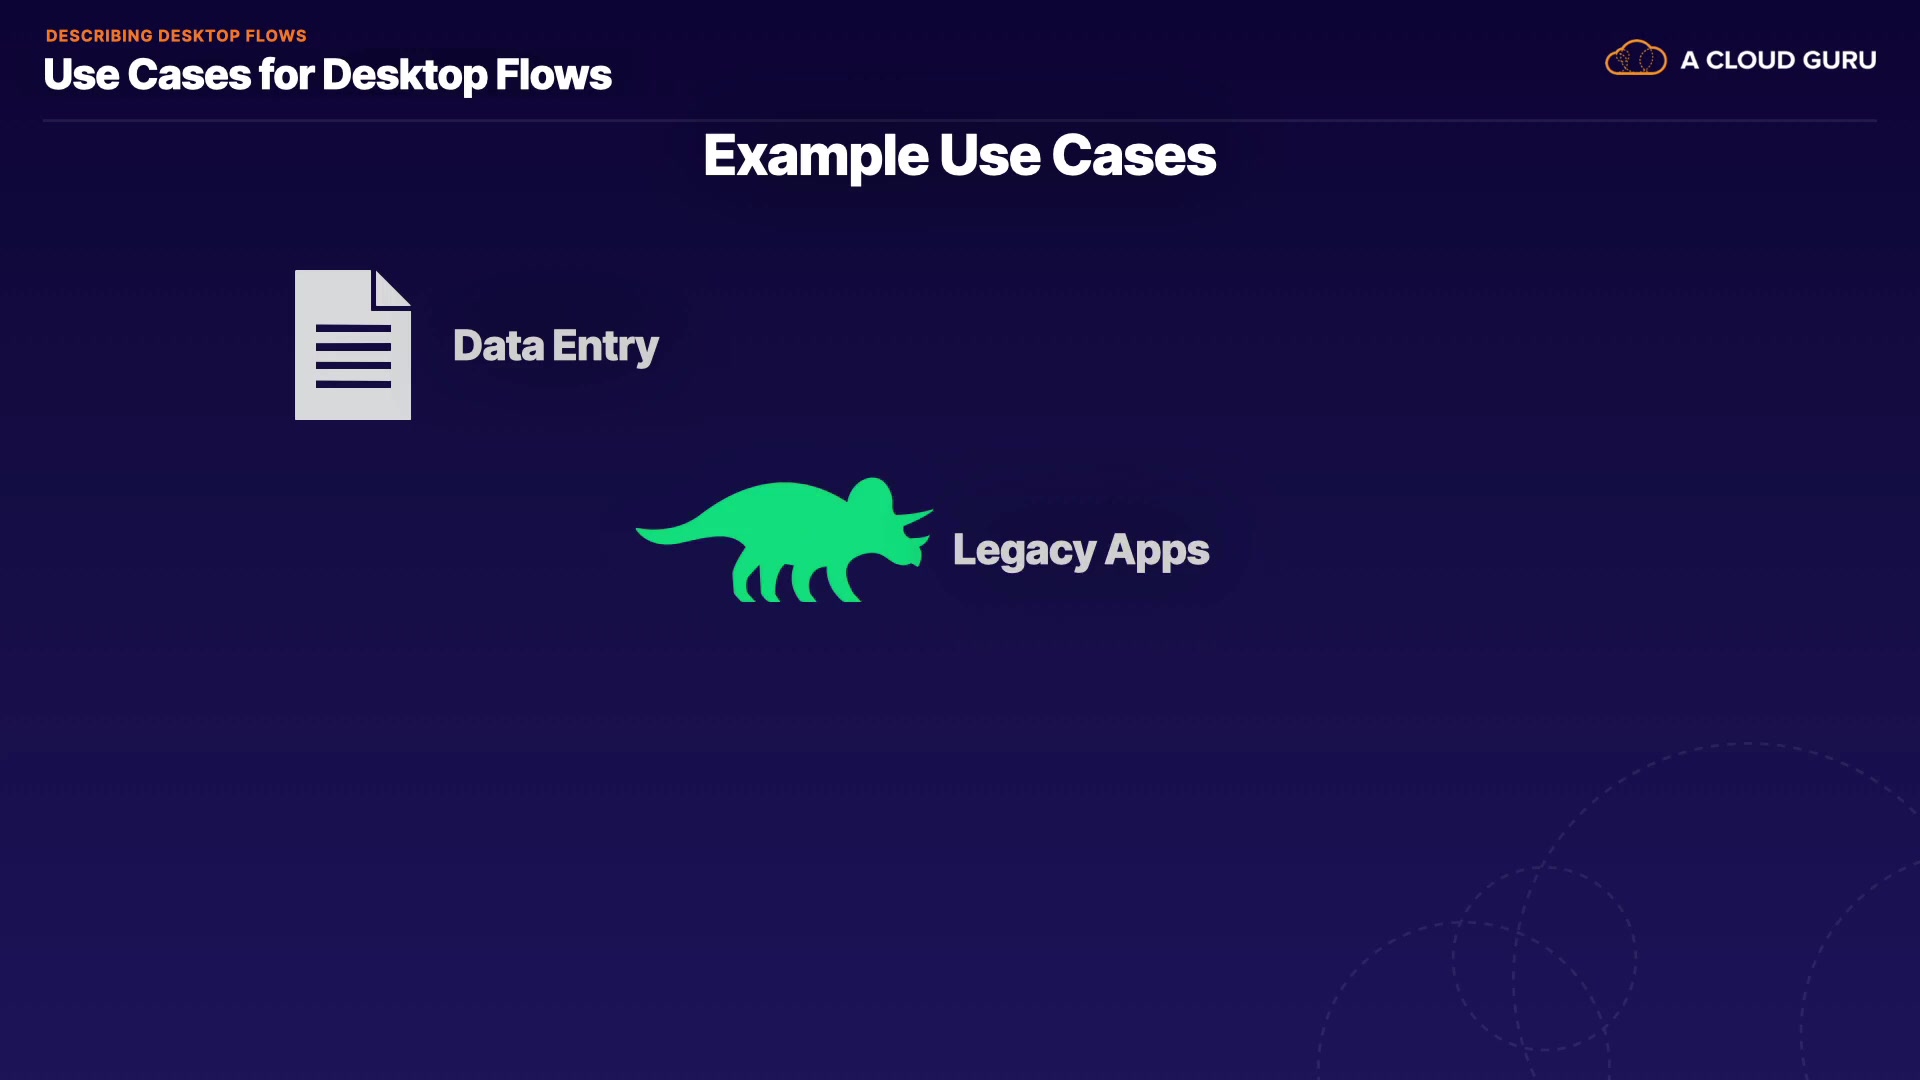 DESCRIBING DESKTOP FLOWS
Use Cases for Desktop Flows
A CLOUD GURU
Example Use Cases
Data Entry
Legacy Apps